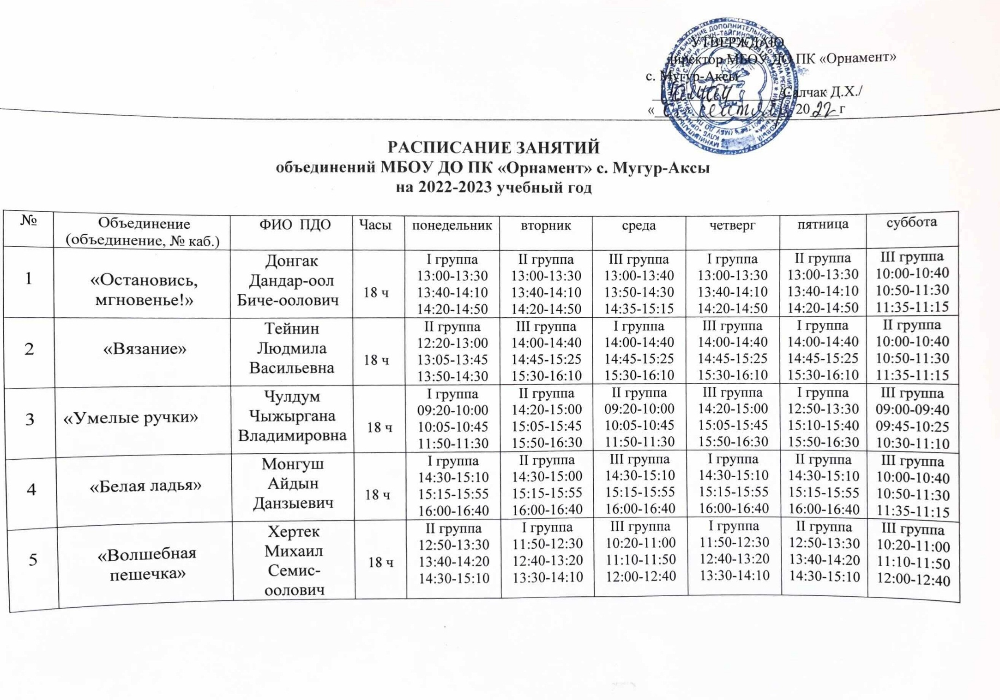 УТВЕРЖДАЮ
директор МБОУ ДО ПК «Орнамент»
с. Мугур-Аксы
Салчак Д.Х./
« » сентября 2022 г
РАСПИСАНИЕ ЗАНЯТИЙ
объединений МБОУ ДО ПК «Орнамент» с. Мугур-Аксы
на 2022-2023 учебный год
№ Объединение (объединение, № каб.) ФИО ПДО Часы понедельник вторник среда четверг пятница суббота
1 «Остановись, мгновенье!» Донгак Дандар-оол Биче-оолович 18 ч
I группа II группа III группа I группа II группа III группа
13:00-13:30 13:00-13:30 13:00-13:40 13:00-13:30 13:00-13:30 10:00-10:40
13:40-14:10 13:40-14:10 13:50-14:30 13:40-14:10 13:40-14:10 10:50-11:30
14:20-14:50 14:20-14:50 14:35-15:15 14:20-14:50 14:20-14:50 11:35-11:15
2 «Вязание» Тейнин Людмила Васильевна 18 ч
II группа III группа I группа III группа I группа II группа
12:20-13:00 14:00-14:40 14:00-14:40 14:00-14:40 14:00-14:40 10:00-10:40
13:05-13:45 14:45-15:25 14:45-15:25 14:45-15:25 14:45-15:25 10:50-11:30
13:50-14:30 15:30-16:10 15:30-16:10 15:30-16:10 15:30-16:10 11:35-11:15
3 «Умелые ручки» Чулдум Чыжыргана Владимировна 18 ч
I группа II группа II группа III группа I группа III группа
09:20-10:00 14:20-15:00 09:20-10:00 14:20-15:00 12:50-13:30 09:00-09:40
10:05-10:45 15:05-15:45 10:05-10:45 15:05-15:45 15:10-15:40 09:45-10:25
11:50-11:30 15:50-16:30 11:50-11:30 15:50-16:30 15:50-16:30 10:30-11:10
4 «Белая ладья» Монгуш Айдын Данзыевич 18 ч
I группа II группа III группа I группа II группа III группа
14:30-15:10 14:30-15:00 14:30-15:10 14:30-15:10 14:30-15:10 10:00-10:40
15:15-15:55 15:15-15:55 15:15-15:55 15:15-15:55 15:15-15:55 10:50-11:30
16:00-16:40 16:00-16:40 16:00-16:40 16:00-16:40 16:00-16:40 11:35-11:15
5 «Волшебная пешечка» Хертек Михаил Семис-оолович 18 ч
II группа I группа III группа I группа II группа III группа
12:50-13:30 11:50-12:30 10:20-11:00 11:50-12:30 12:50-13:30 10:20-11:00
13:40-14:20 12:40-13:20 11:10-11:50 12:40-13:20 13:40-14:20 11:10-11:50
14:30-15:10 13:30-14:10 12:00-12:40 13:30-14:10 14:30-15:10 12:00-12:40